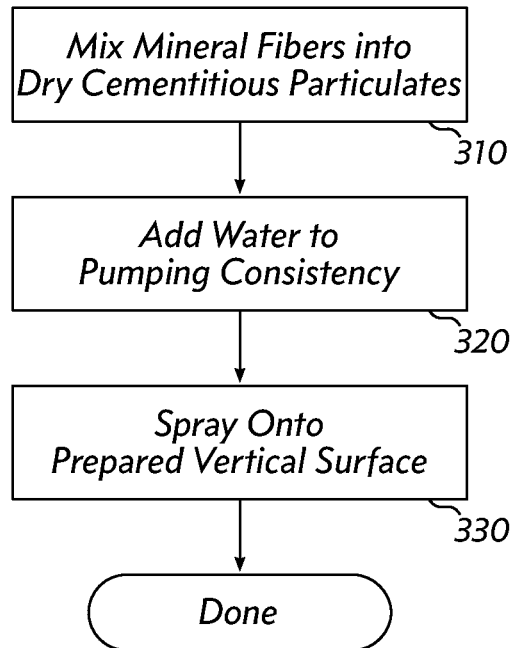 Mix Mineral Fibers into
Dry Cementitious Particulates
310
Add Water to
Pumping Consistency
320
Spray Onto
Prepared Vertical Surface
330
Done